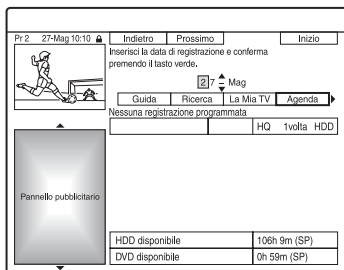 Pr 2 27-Mag 10:10
Indietro Prossimo Inizio
Inserisci la data di registrazione e conferma
premendo il tasto verde.
27 Mag
Guida Ricerca La Mia TV Agenda
Nessuna registrazione programmata
HQ 1volta HDD
Pannello pubblicitario
HDD disponibile 106h 9m (SP)
DVD disponibile 0h 59m (SP)